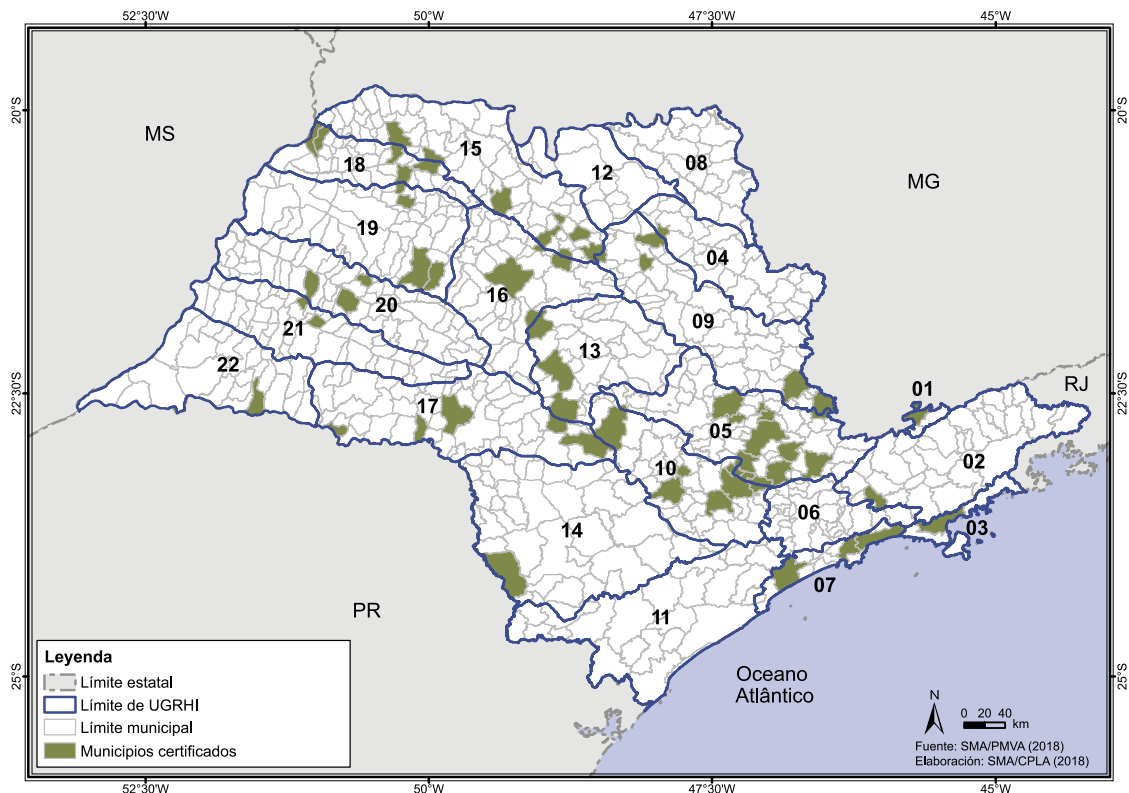 52°30'W 50°W 47°30'W 45°W
20°S 20°S
MS
15
18
12
08
MG
19
04
16
20
09
21
13
22
RJ
22°30'S 22°30'S
01
17
05
02
10
06
03
14
07
PR
11
Oceano
Atlântico
25°S 25°S
Leyenda
Límite estatal
Límite de UGRHI
Límite municipal
Municipios certificados
N
0 20 40
km
Fuente: SMA/PMVA (2018)
Elaboración: SMA/CPLA (2018)
52°30'W 50°W 47°30'W 45°W